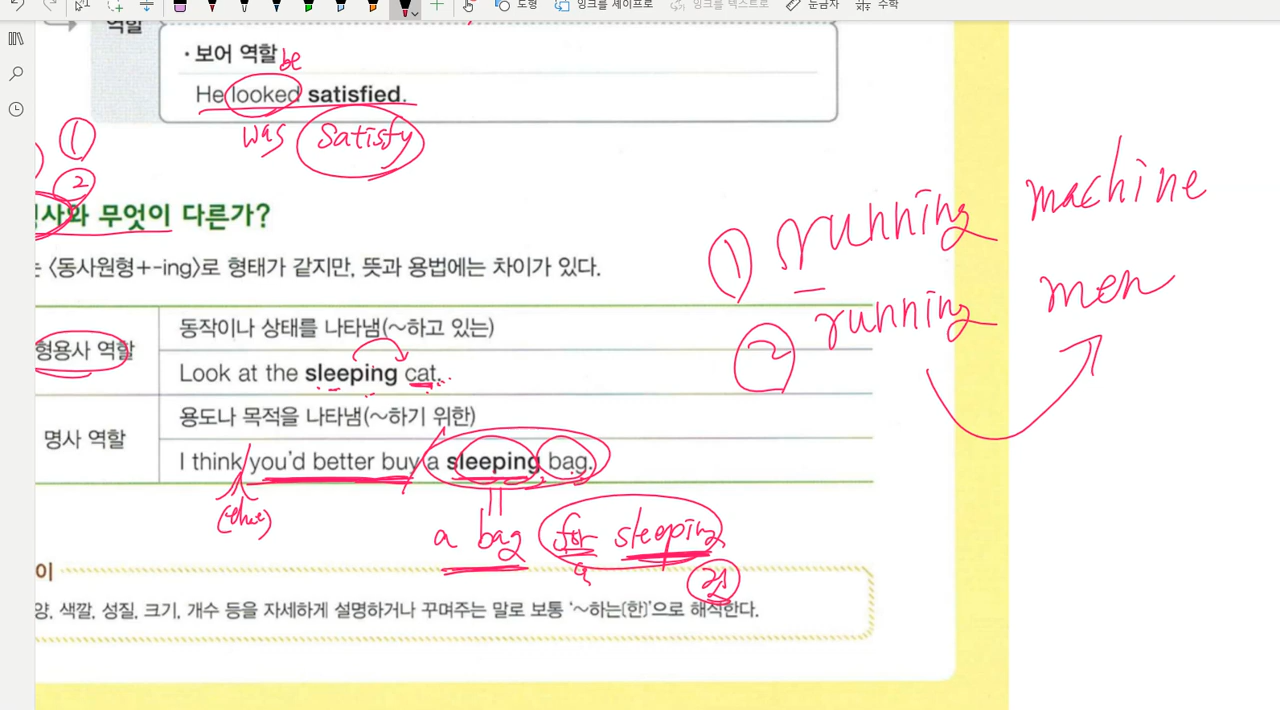 도형 잉크를 셰이프로 잉크를 텍스트로 눈금자 수학
역할
· 보어 역할 be
He looked satisfied.
was satisfy
①
②
사와 무엇이 다른가?
① running machine
② running men
는 〈동사원형+-ing〉로 형태가 같지만, 뜻과 용법에는 차이가 있다.
형용사 역할
동작이나 상태를 나타냄(~하고 있는)
Look at the sleeping cat.
명사 역할
용도나 목적을 나타냄(~하기 위한)
I think you'd better buy a sleeping bag.
(that)
a bag for sleeping
것
이
양, 색깔, 성질, 크기, 개수 등을 자세하게 설명하거나 꾸며주는 말로 보통 '~하는(한)'으로 해석한다.